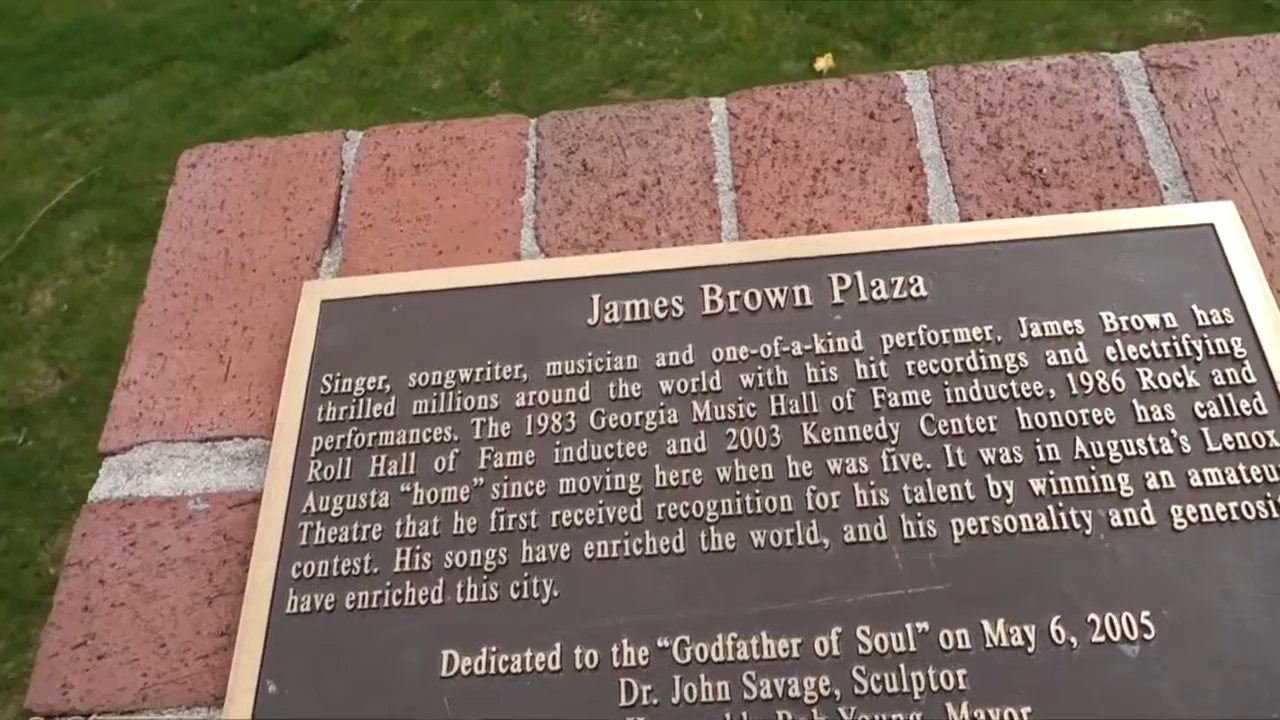 James Brown Plaza
Singer, songwriter, musician and one-of-a-kind performer, James Brown has
thrilled millions around the world with his hit recordings and electrifying
performances. The 1983 Georgia Music Hall of Fame inductee, 1986 Rock and
Roll Hall of Fame inductee and 2003 Kennedy Center honoree has called
Augusta “home” since moving here when he was five. It was in Augusta’s Lenox
Theatre that he first received recognition for his talent by winning an amateu
contest. His songs have enriched the world, and his personality and generosi
have enriched this city.
Dedicated to the “Godfather of Soul” on May 6, 2005
Dr. John Savage, Sculptor
Bob Young, Mayor